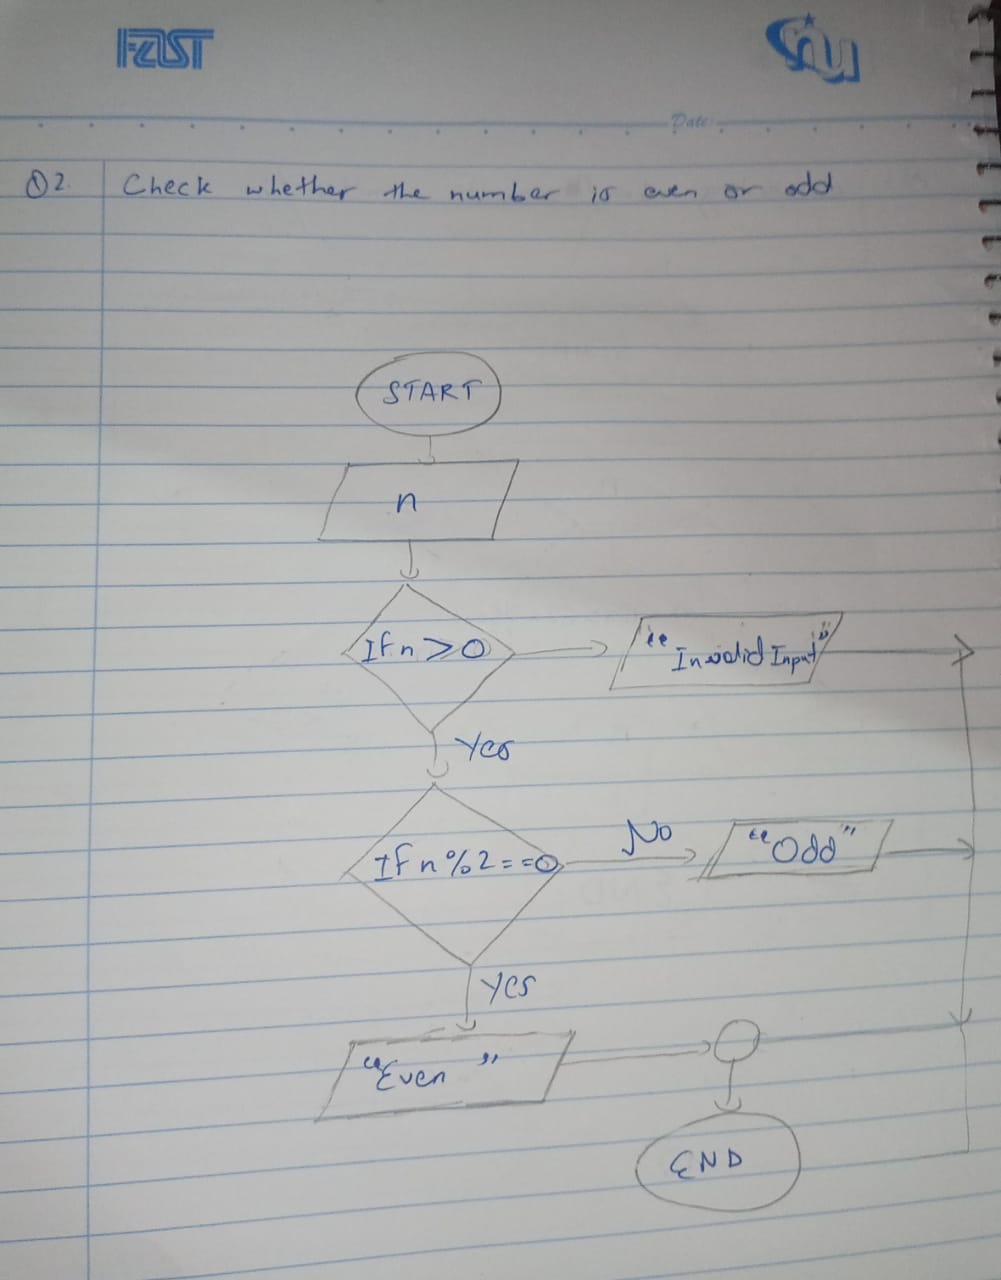 FAST
nu
Date:
Q2. Check whether the number is even or odd
START
n
If n > 0
"Invalid Input"
Yes
If n % 2 = = 0
No
"Odd"
Yes
"Even"
END